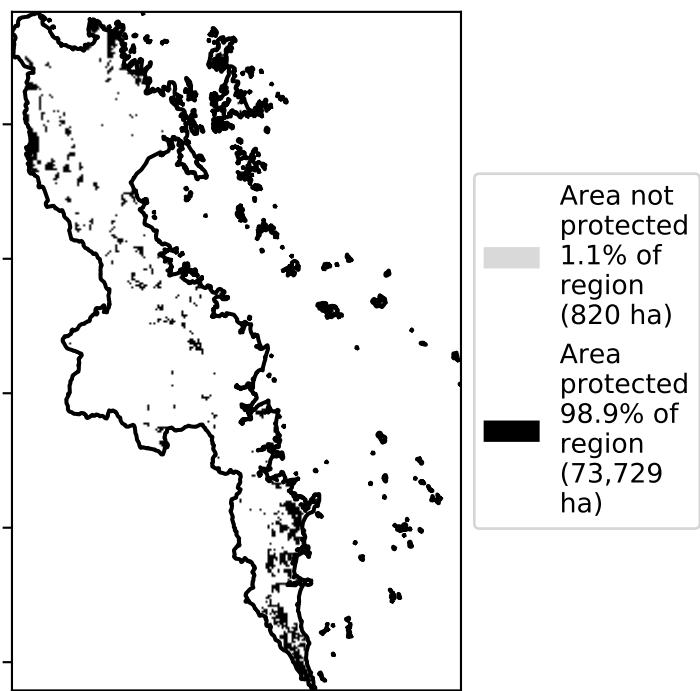 Area not
protected
1.1% of
region
(820 ha)
Area
protected
98.9% of
region
(73,729
ha)